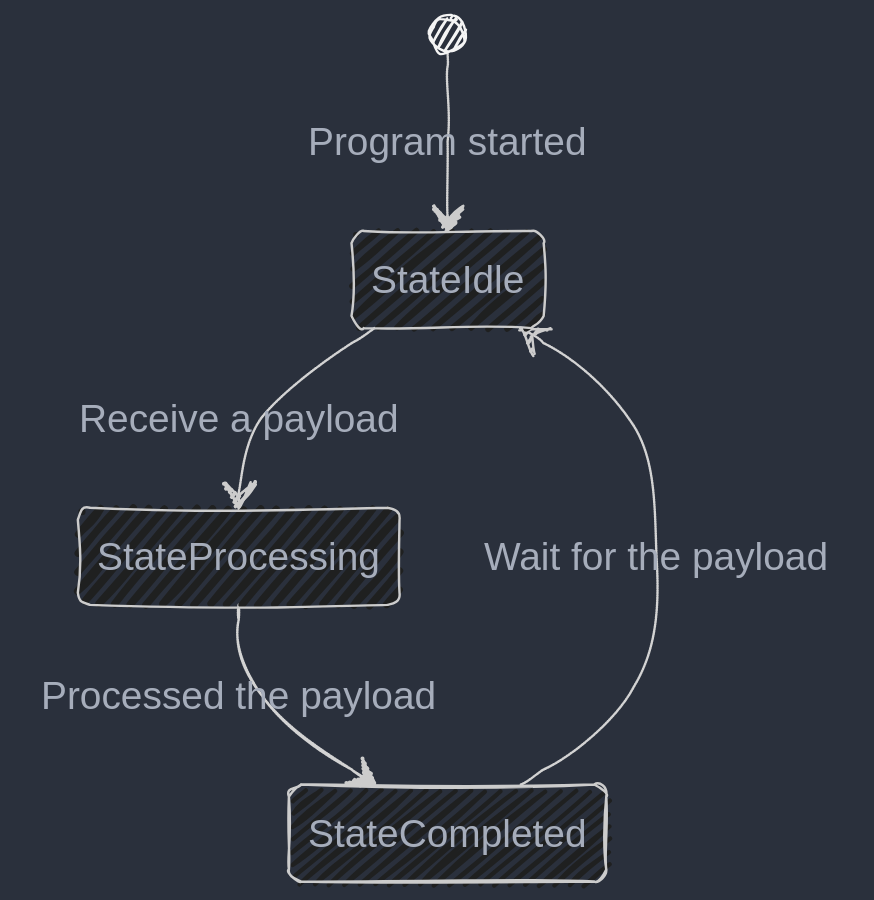 Program started
StateIdle
Receive a payload
StateProcessing
Wait for the payload
Processed the payload
StateCompleted